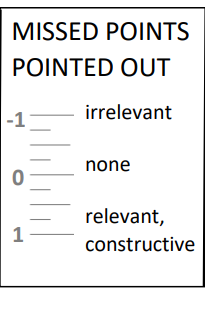 MISSED POINTS
POINTED OUT
-1
irrelevant
none
0
relevant,
1
constructive